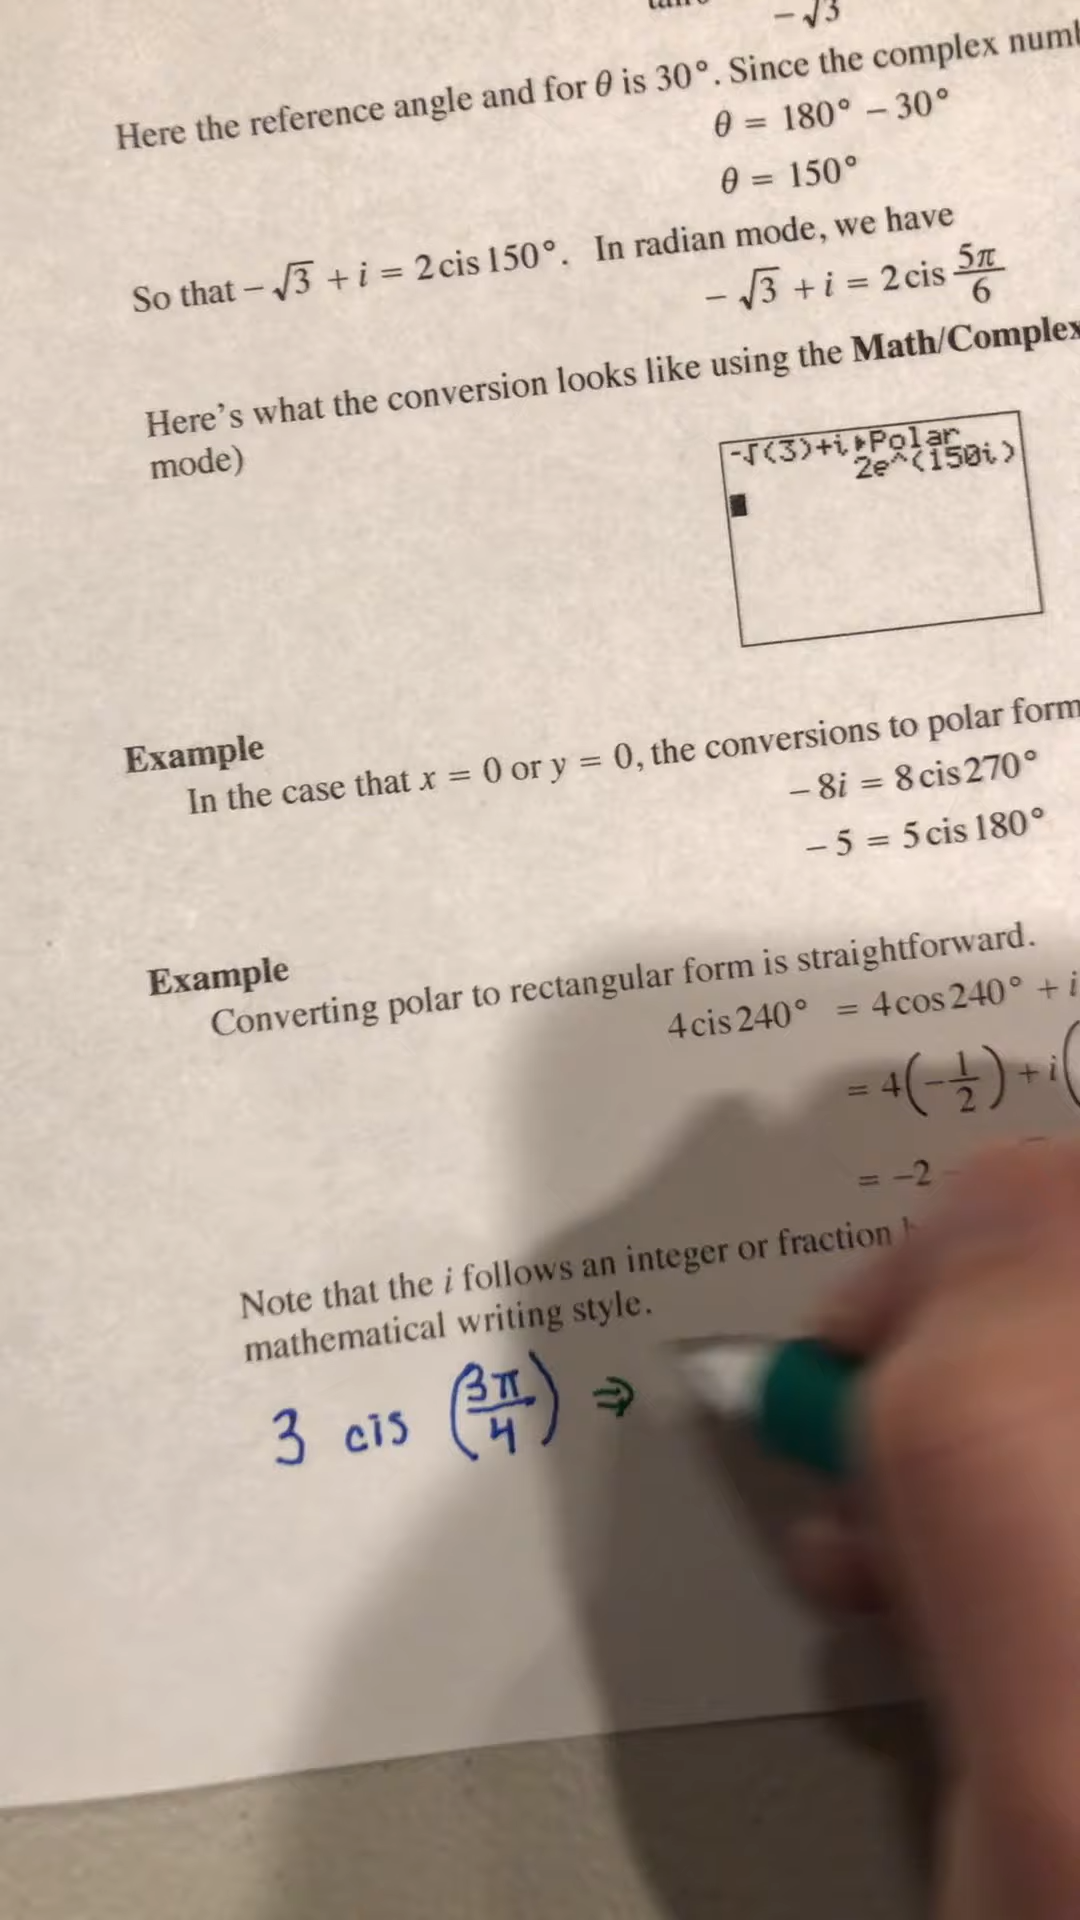 −√3
Here the reference angle and for θ is 30°. Since the complex
θ = 180° − 30°
θ = 150°
So that −√3 + i = 2 cis 150°. In radian mode, we have
−√3 + i = 2 cis 5π/6
Here's what the conversion looks like using the Math/Complex
mode)
-√(3)+i▸Polar
2e^(150i)
Example
In the case that x = 0 or y = 0, the conversions to polar form
−8i = 8 cis 270°
−5 = 5 cis 180°
Example
Converting polar to rectangular form is straightforward.
4 cis 240° = 4 cos 240° + i
= 4(−1/2) + i(
= −2 −
Note that the i follows an integer or fraction
mathematical writing style.
3 cis (3π/4) ⇒